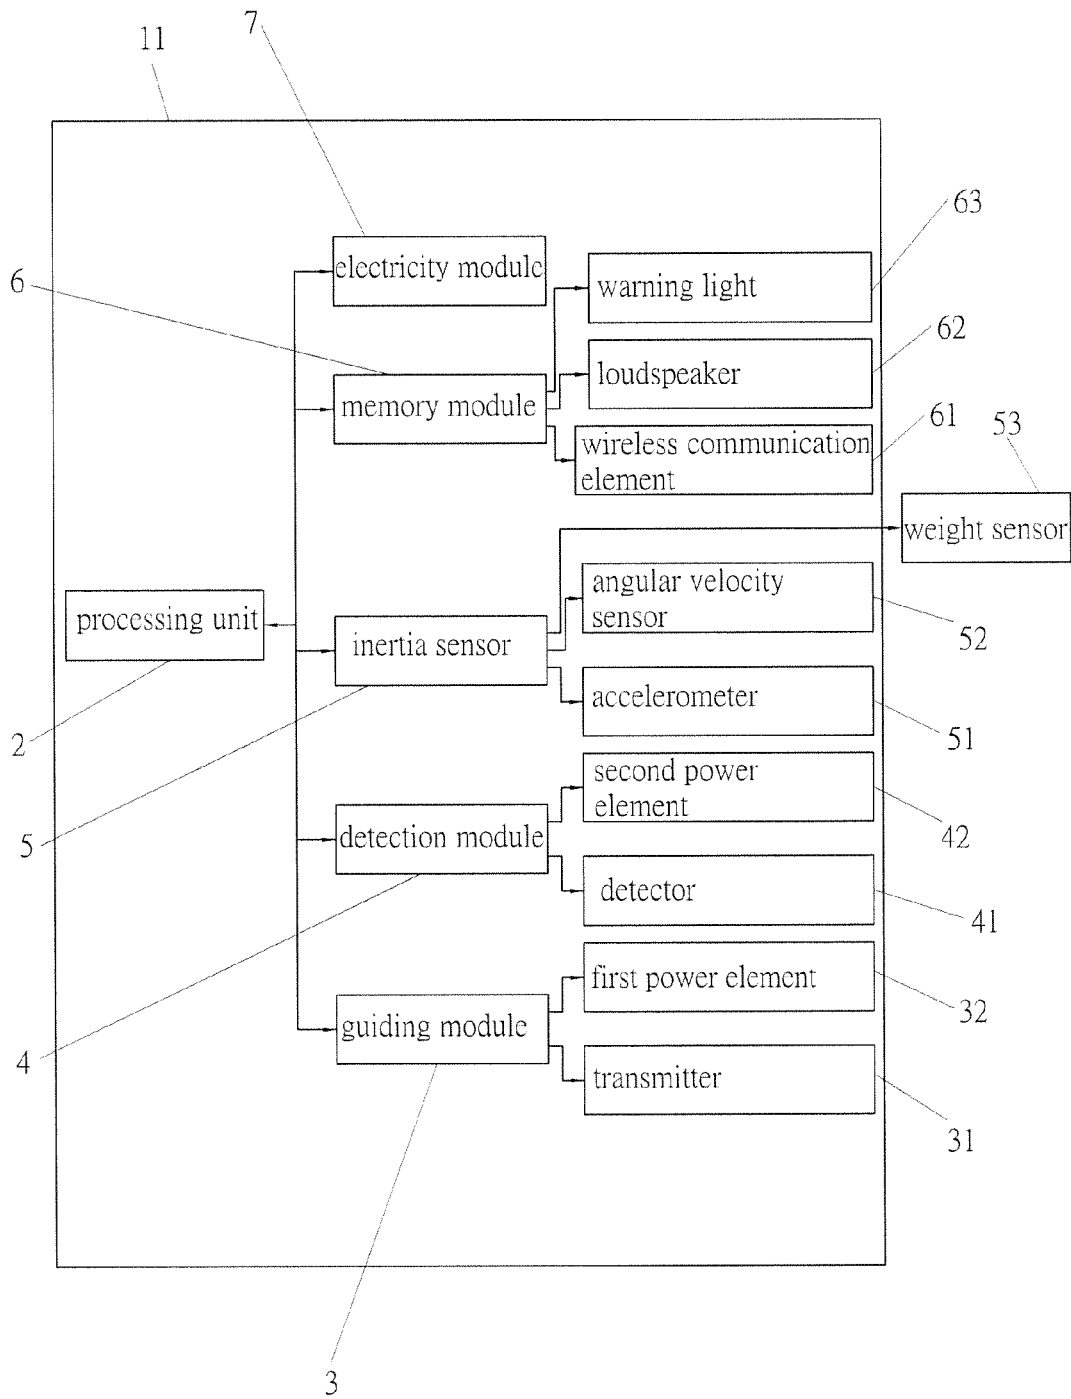 7
11
63
electricity module
6
warning light
62
loudspeaker
memory module
61
wireless communication
element
53
weight sensor
angular velocity
sensor
processing unit
inertia sensor
52
accelerometer
2
51
second power
element
5
detection module
42
detector
41
first power element
32
4
guiding module
transmitter
31
3